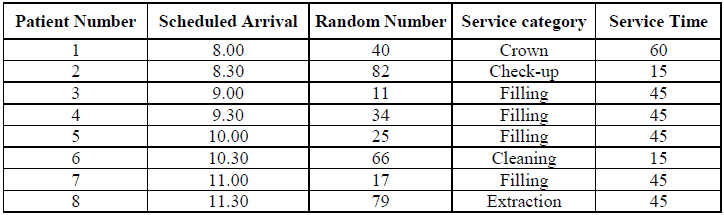 Patient Number Scheduled Arrival Random Number Service category Service Time
1 8.00 40 Crown 60
2 8.30 82 Check-up 15
3 9.00 11 Filling 45
4 9.30 34 Filling 45
5 10.00 25 Filling 45
6 10.30 66 Cleaning 15
7 11.00 17 Filling 45
8 11.30 79 Extraction 45